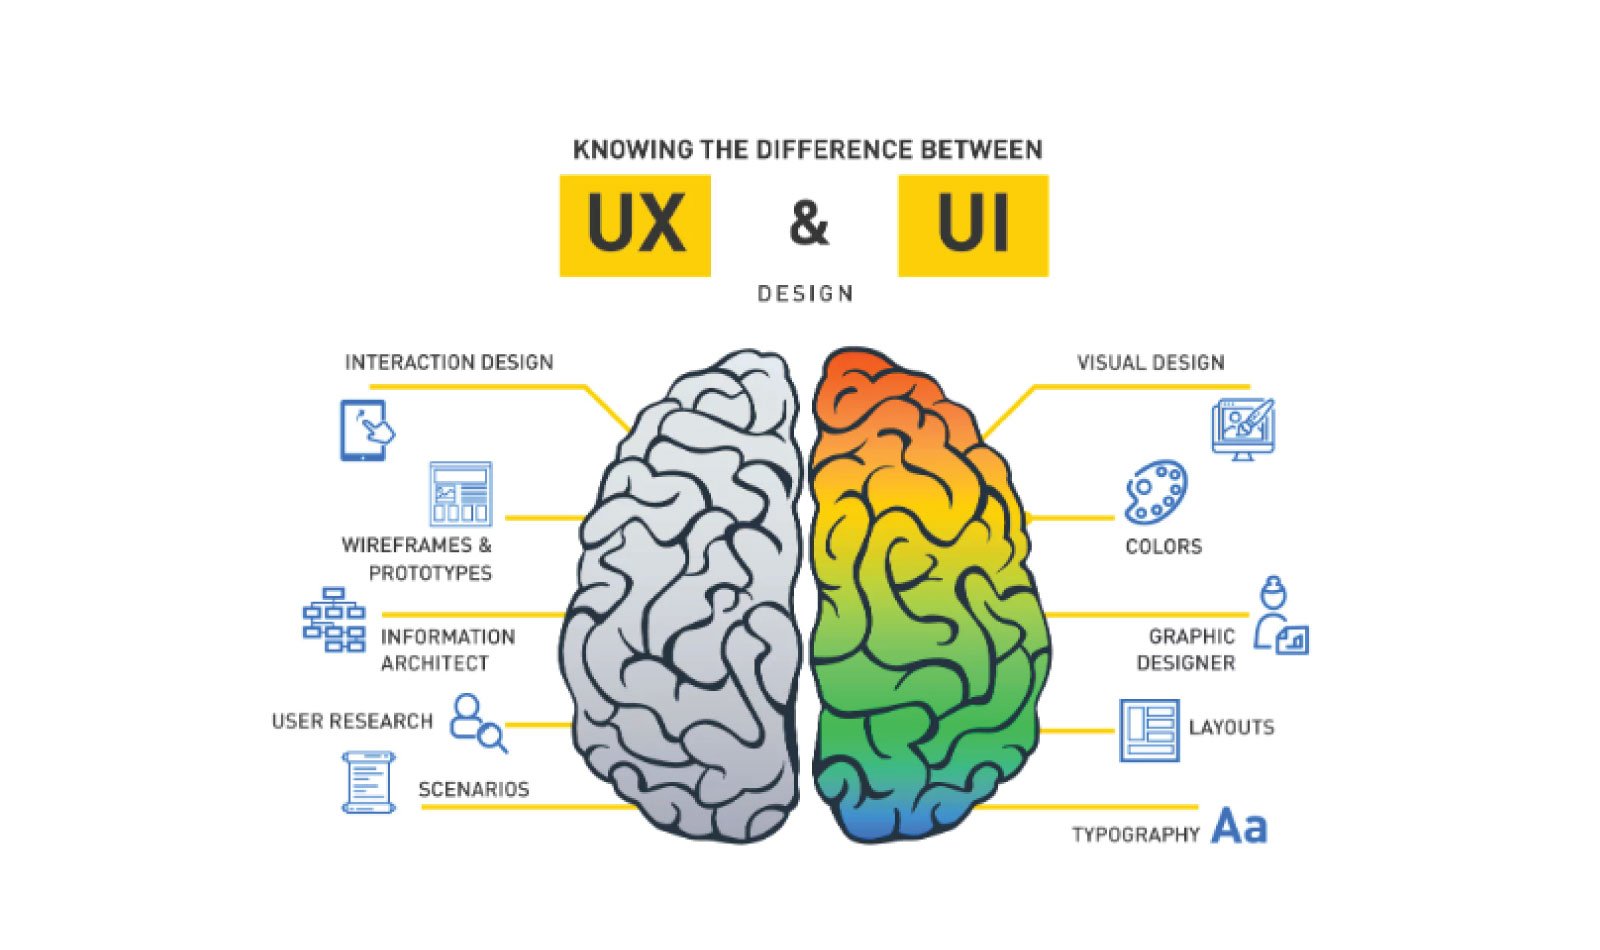 KNOWING THE DIFFERENCE BETWEEN
UX & UI
DESIGN
INTERACTION DESIGN
WIREFRAMES &
PROTOTYPES
INFORMATION
ARCHITECT
USER RESEARCH
SCENARIOS
VISUAL DESIGN
COLORS
GRAPHIC
DESIGNER
LAYOUTS
TYPOGRAPHY Aa